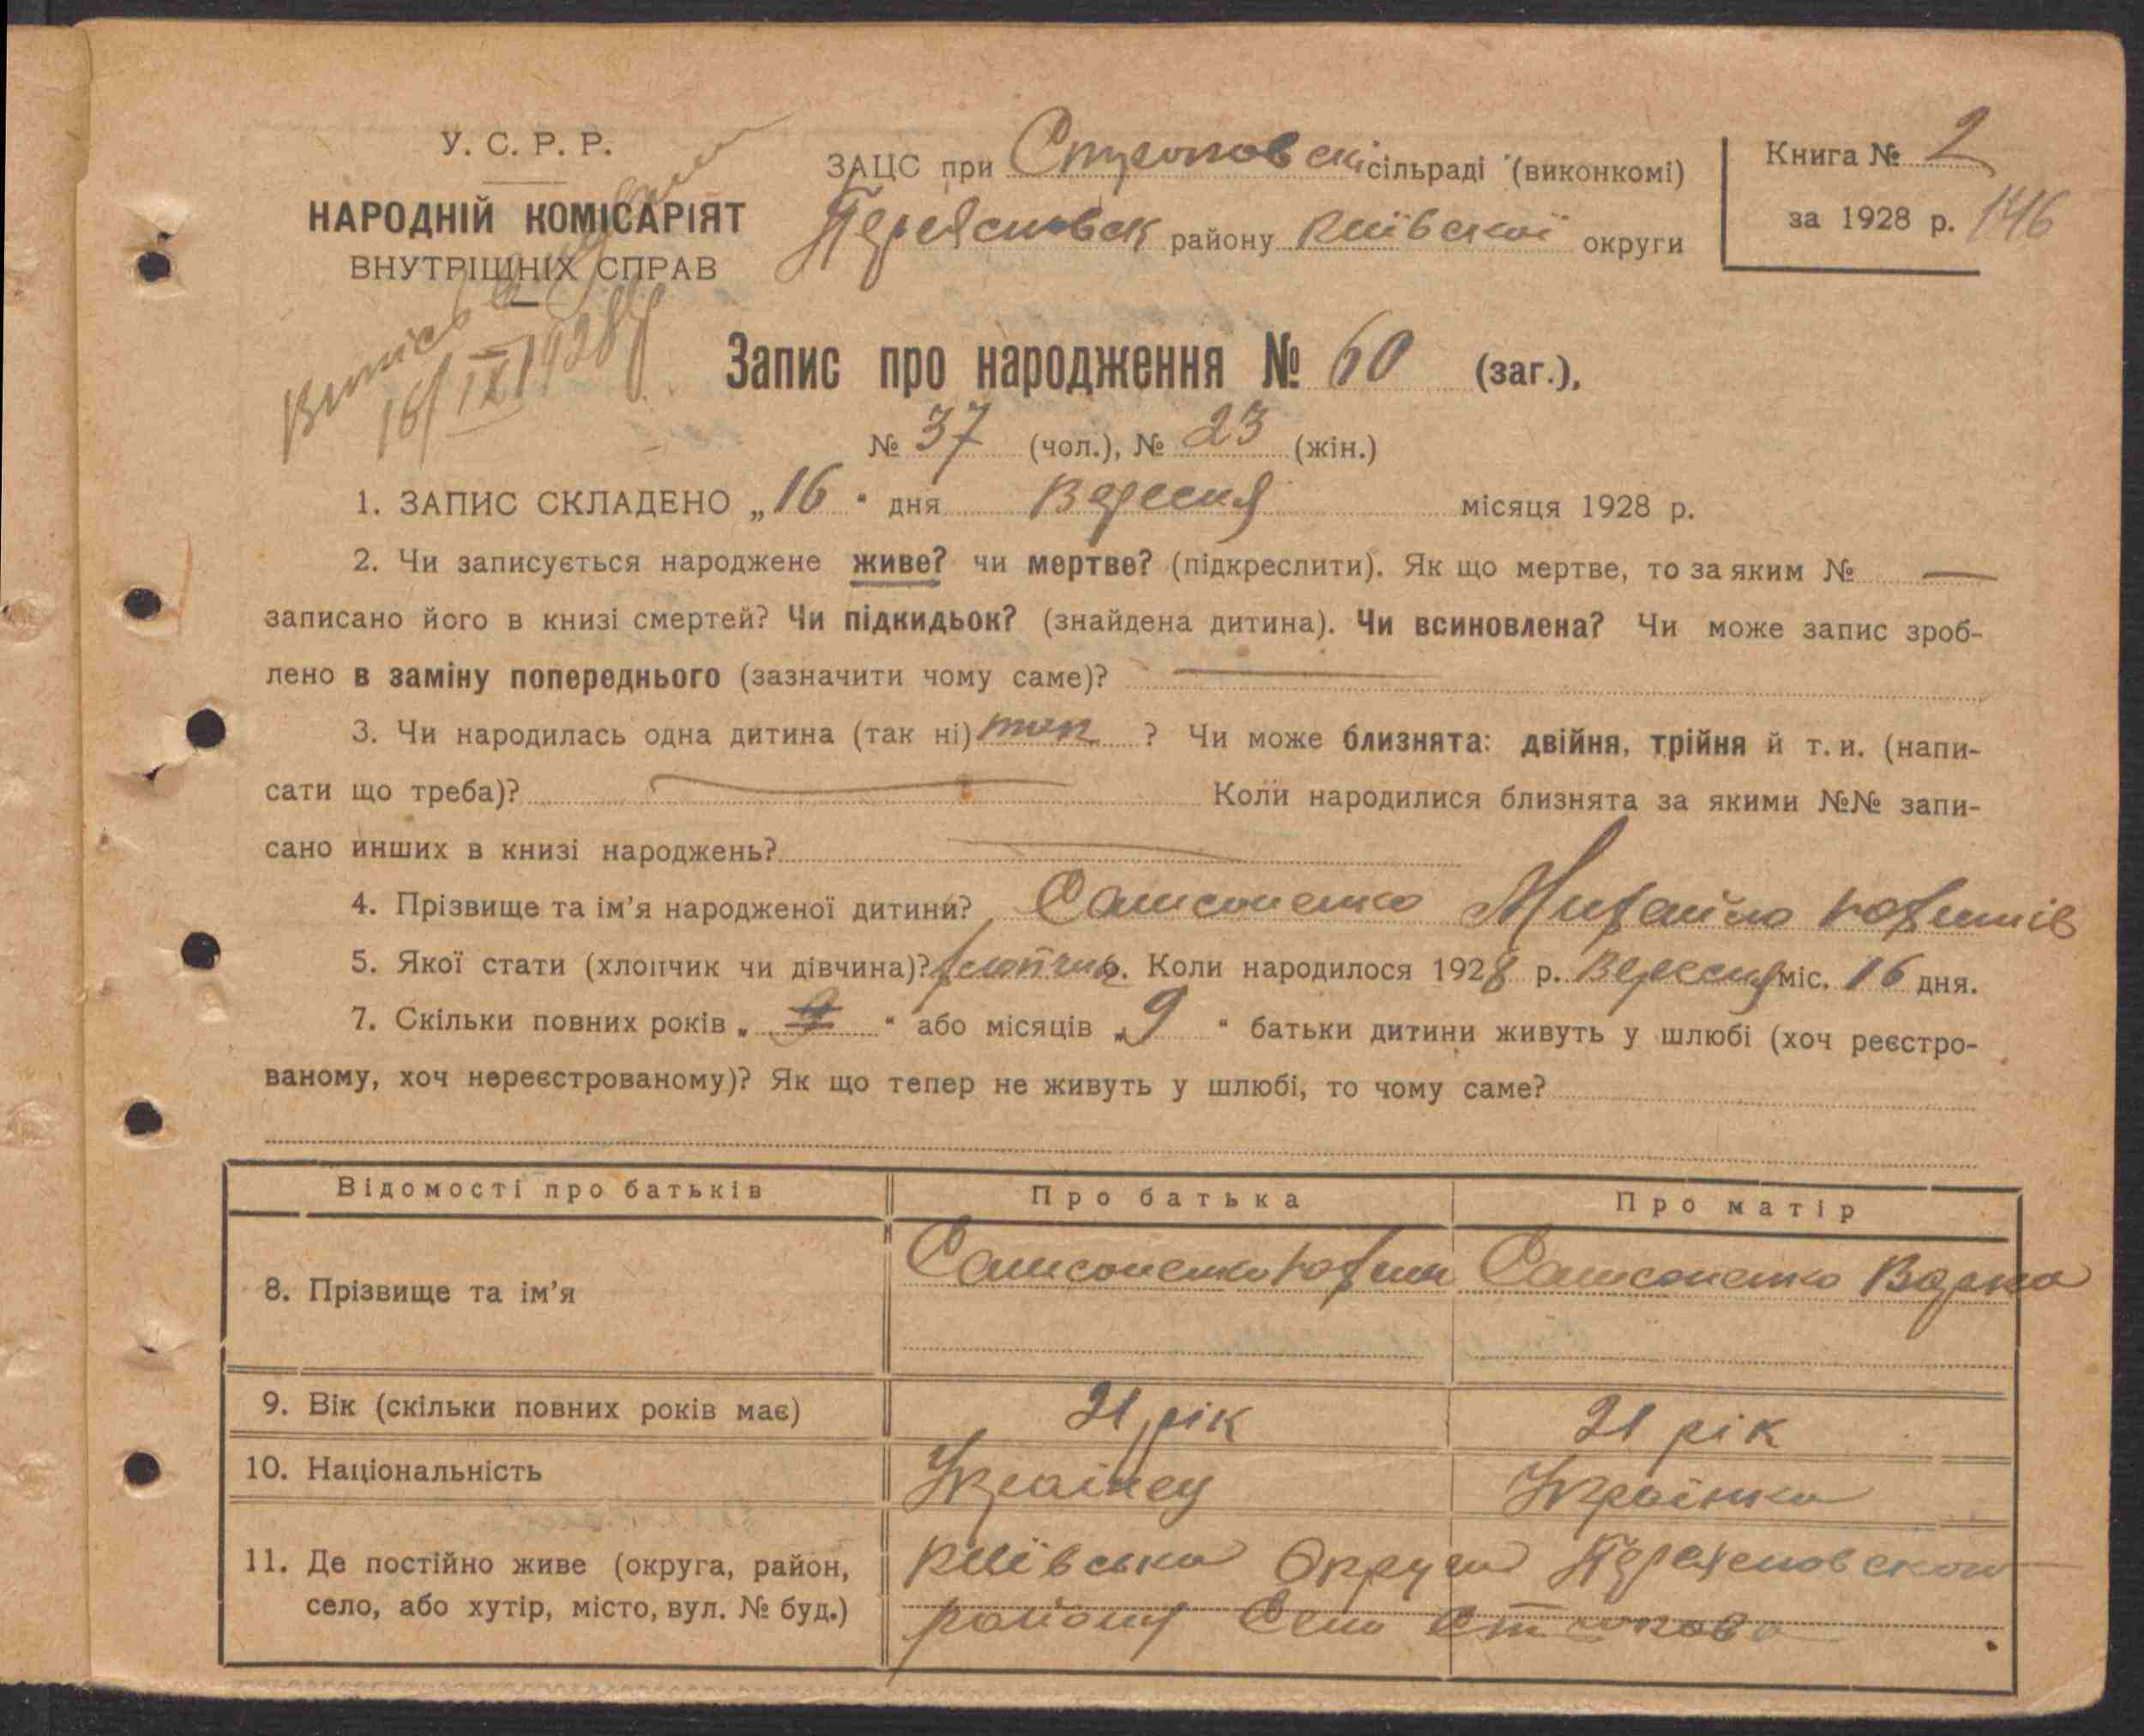 У. С. Р. Р.
НАРОДНІЙ КОМІСАРІЯТ
ВНУТРІШНІХ СПРАВ
18/IX 1928р
ЗАЦС при сільраді (виконкомі)
району Київскої округи
Книга № 2
за 1928 р. 146
Запис про народження № 60 (заг.),
№ 37 (чол.), № 23 (жін.)
1. ЗАПИС СКЛАДЕНО „16“ дня Вересня місяця 1928 р.
2. Чи записується народжене живе? чи мертве? (підкреслити). Як що мертве, то за яким № —
записано його в книзі смертей? Чи підкидьок? (знайдена дитина). Чи всиновлена? Чи може запис зроб-
лено в заміну попереднього (зазначити чому саме)? —
3. Чи народилась одна дитина (так ні) так ? Чи може близнята: двійня, трійня й т. и. (напи-
сати що треба)? — Коли народилися близнята за якими №№ запи-
сано инших в книзі народжень? —
4. Прізвище та ім'я народженої дитини? Самсоненко Михайло Юхимів
5. Якої стати (хлопчик чи дівчина)? хлопчик. Коли народилося 1928 р. Вересня міс. 16 дня.
7. Скільки повних років „ “ або місяців „9“ батьки дитини живуть у шлюбі (хоч реєстро-
ваному, хоч нереєстрованому)? Як що тепер не живуть у шлюбі, то чому саме?
Відомості про батьків Про батька Про матір
8. Прізвище та ім'я Самсоненко Юхим Самсоненко Варка
9. Вік (скільки повних років має) 21 рік 21 рік
10. Національність Українец Українка
11. Де постійно живе (округа, район, Київська Округа
село, або хутір, місто, вул. № буд.) району Село